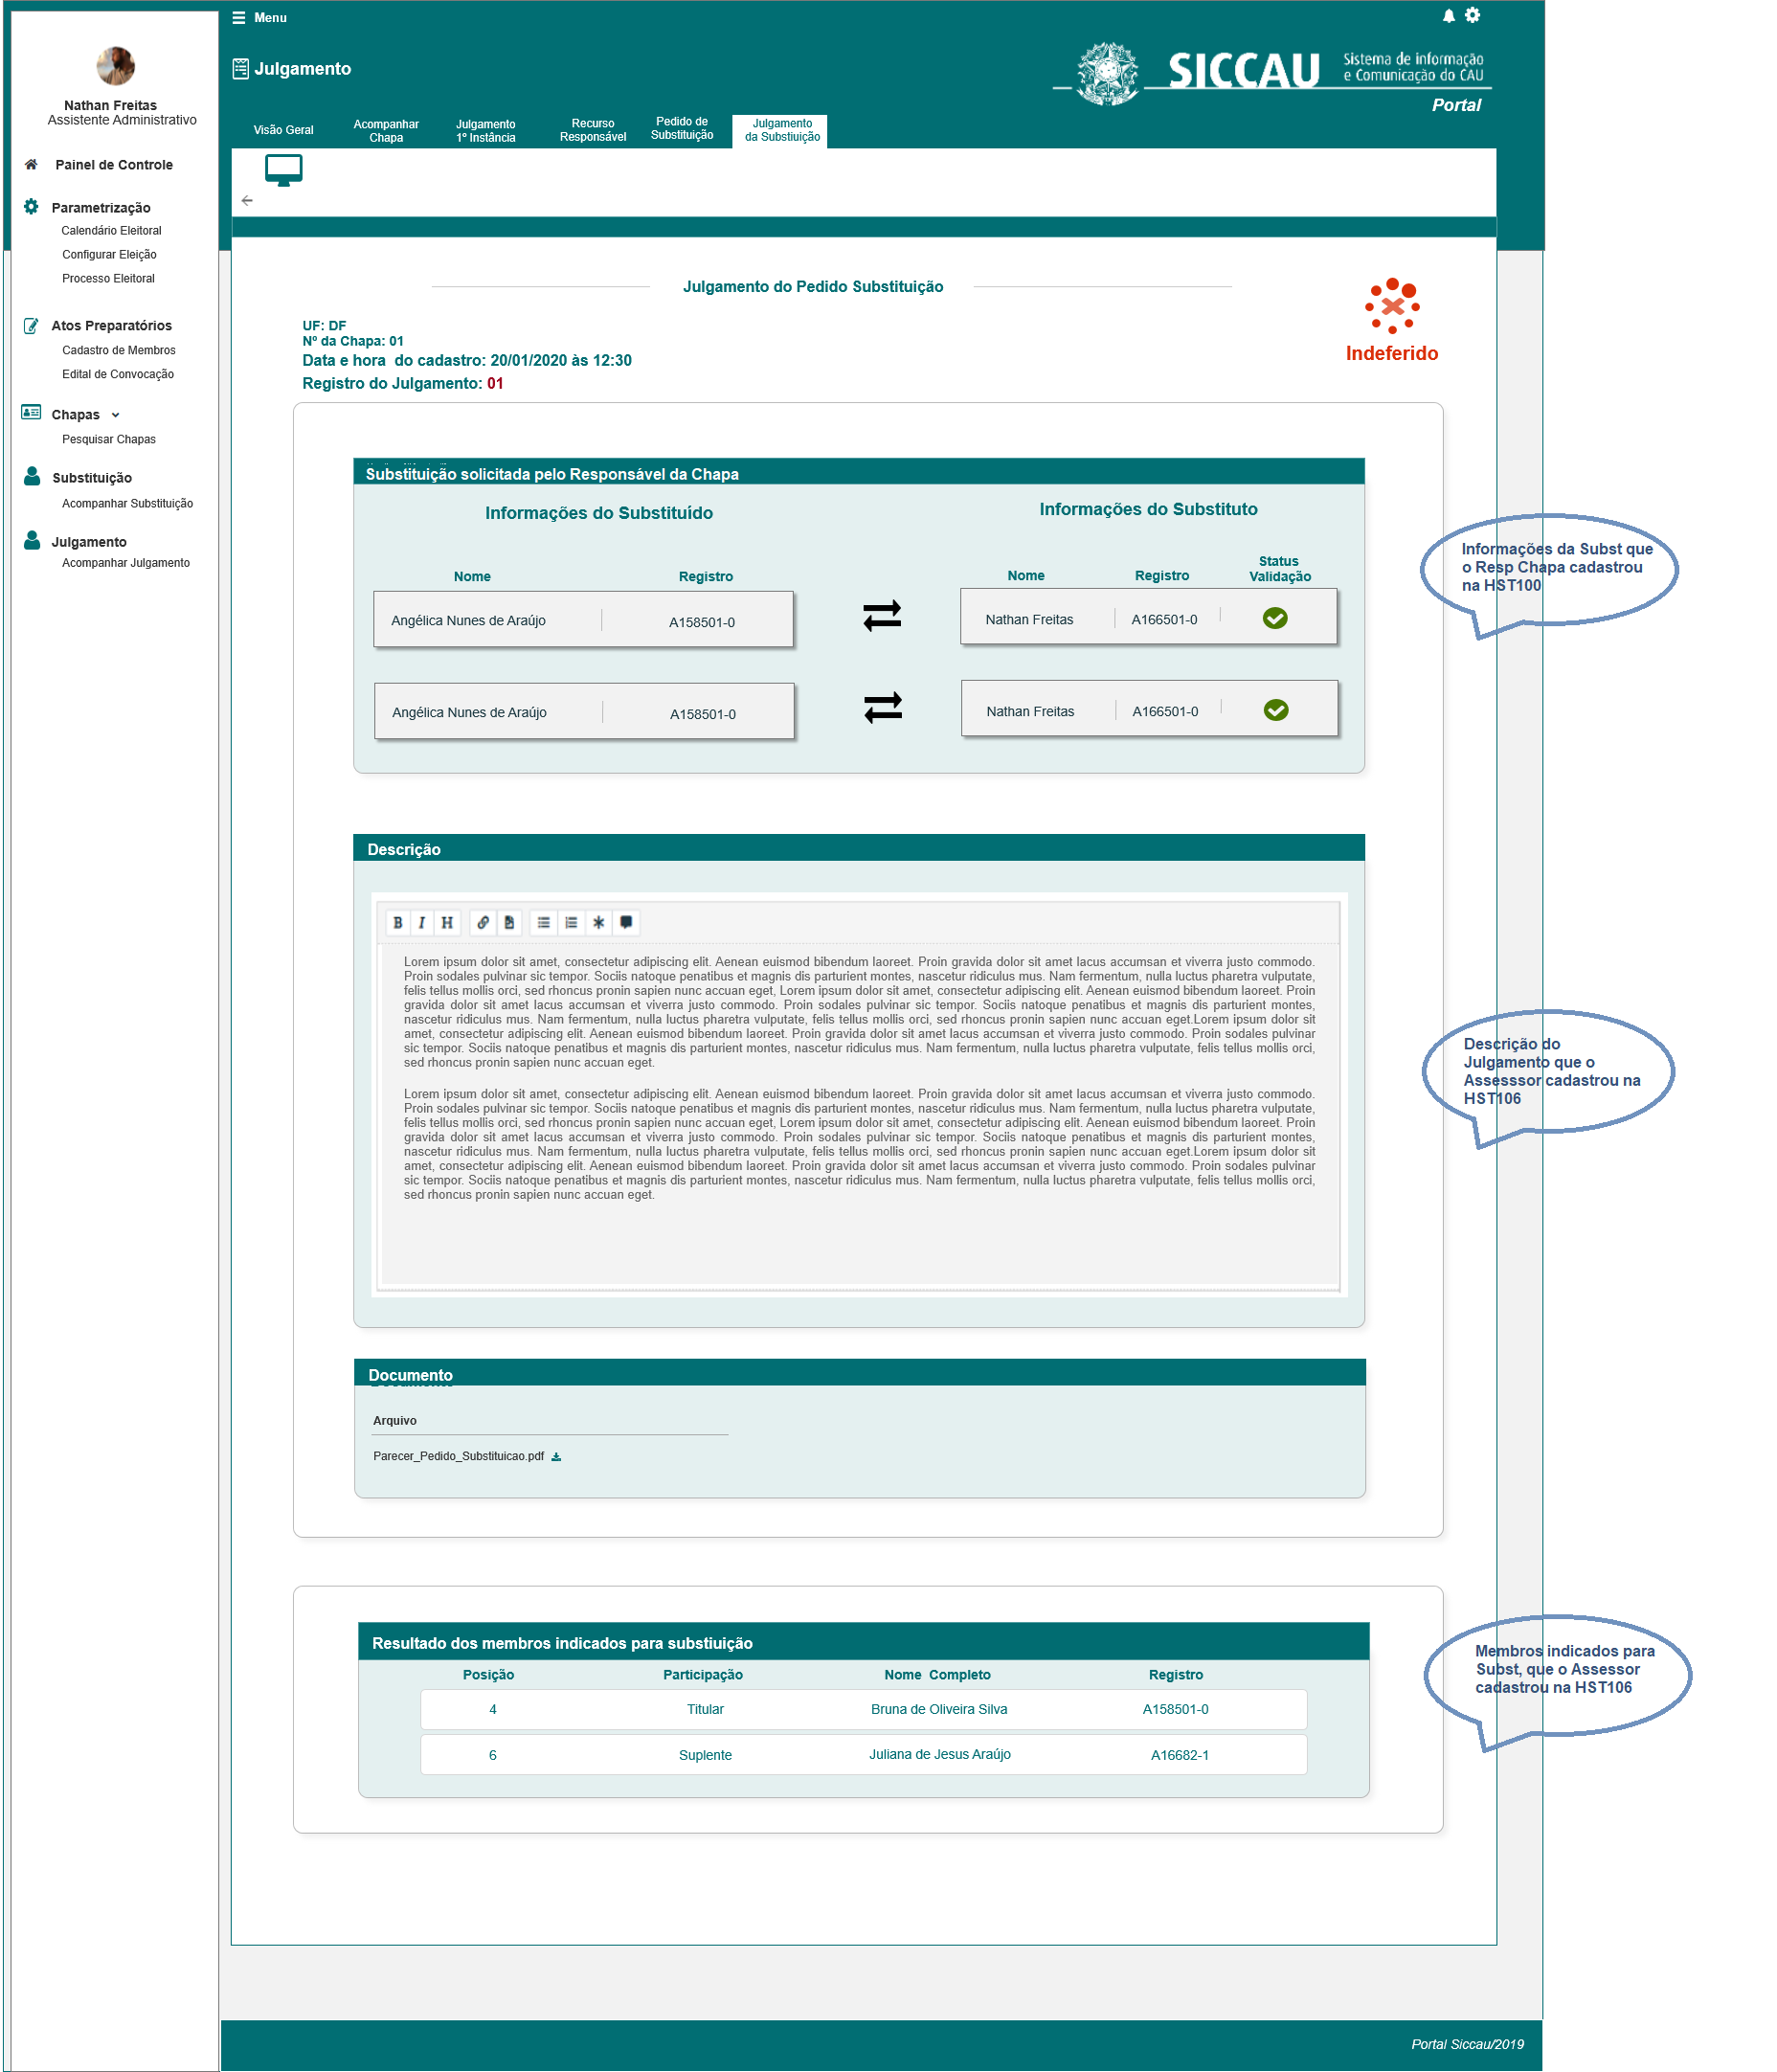 Menu
Julgamento
SICCAU
Sistema de informação
e Comunicação do CAU
Portal
Nathan Freitas
Assistente Administrativo
Painel de Controle
Parametrização
Calendário Eleitoral
Configurar Eleição
Processo Eleitoral
Atos Preparatórios
Cadastro de Membros
Edital de Convocação
Chapas
Pesquisar Chapas
Substituição
Acompanhar Substituição
Julgamento
Acompanhar Julgamento
Visão Geral
Acompanhar
Chapa
Julgamento
1º Instância
Recurso
Responsável
Pedido de
Substituição
Julgamento
da Substiuição
Julgamento do Pedido Substituição
Indeferido
UF: DF
Nº da Chapa: 01
Data e hora do cadastro: 20/01/2020 às 12:30
Registro do Julgamento: 01
Substituição solicitada pelo Responsável da Chapa
Informações do Substituído
Informações do Substituto
Nome Registro
Nome Registro Status
Validação
Angélica Nunes de Araújo A158501-0
Nathan Freitas A166501-0
Angélica Nunes de Araújo A158501-0
Nathan Freitas A166501-0
Informações da Subst que
o Resp Chapa cadastrou
na HST100
Descrição
B I H
Lorem ipsum dolor sit amet, consectetur adipiscing elit. Aenean euismod bibendum laoreet. Proin gravida dolor sit amet lacus accumsan et viverra justo commodo.
Proin sodales pulvinar sic tempor. Sociis natoque penatibus et magnis dis parturient montes, nascetur ridiculus mus. Nam fermentum, nulla luctus pharetra vulputate,
felis tellus mollis orci, sed rhoncus pronin sapien nunc accuan eget, Lorem ipsum dolor sit amet, consectetur adipiscing elit. Aenean euismod bibendum laoreet. Proin
gravida dolor sit amet lacus accumsan et viverra justo commodo. Proin sodales pulvinar sic tempor. Sociis natoque penatibus et magnis dis parturient montes,
nascetur ridiculus mus. Nam fermentum, nulla luctus pharetra vulputate, felis tellus mollis orci, sed rhoncus pronin sapien nunc accuan eget.Lorem ipsum dolor sit
amet, consectetur adipiscing elit. Aenean euismod bibendum laoreet. Proin gravida dolor sit amet lacus accumsan et viverra justo commodo. Proin sodales pulvinar
sic tempor. Sociis natoque penatibus et magnis dis parturient montes, nascetur ridiculus mus. Nam fermentum, nulla luctus pharetra vulputate, felis tellus mollis orci,
sed rhoncus pronin sapien nunc accuan eget.
Lorem ipsum dolor sit amet, consectetur adipiscing elit. Aenean euismod bibendum laoreet. Proin gravida dolor sit amet lacus accumsan et viverra justo commodo.
Proin sodales pulvinar sic tempor. Sociis natoque penatibus et magnis dis parturient montes, nascetur ridiculus mus. Nam fermentum, nulla luctus pharetra vulputate,
felis tellus mollis orci, sed rhoncus pronin sapien nunc accuan eget, Lorem ipsum dolor sit amet, consectetur adipiscing elit. Aenean euismod bibendum laoreet. Proin
gravida dolor sit amet lacus accumsan et viverra justo commodo. Proin sodales pulvinar sic tempor. Sociis natoque penatibus et magnis dis parturient montes,
nascetur ridiculus mus. Nam fermentum, nulla luctus pharetra vulputate, felis tellus mollis orci, sed rhoncus pronin sapien nunc accuan eget.Lorem ipsum dolor sit
amet, consectetur adipiscing elit. Aenean euismod bibendum laoreet. Proin gravida dolor sit amet lacus accumsan et viverra justo commodo. Proin sodales pulvinar
sic tempor. Sociis natoque penatibus et magnis dis parturient montes, nascetur ridiculus mus. Nam fermentum, nulla luctus pharetra vulputate, felis tellus mollis orci,
sed rhoncus pronin sapien nunc accuan eget.
Descrição do
Julgamento que o
Assesssor cadastrou na
HST106
Documento
Arquivo
Parecer_Pedido_Substituicao.pdf
Resultado dos membros indicados para substiuição
Posição Participação Nome Completo Registro
4 Titular Bruna de Oliveira Silva A158501-0
6 Suplente Juliana de Jesus Araújo A16682-1
Membros indicados para
Subst, que o Assessor
cadastrou na HST106
Portal Siccau/2019